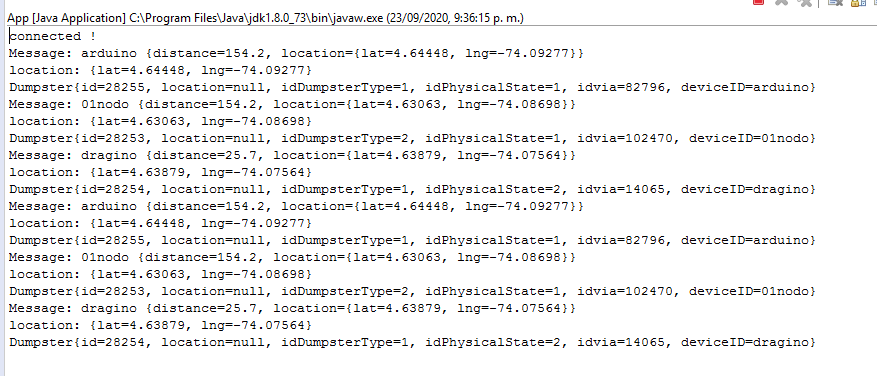 App [Java Application] C:\Program Files\Java\jdk1.8.0_73\bin\javaw.exe (23/09/2020, 9:36:15 p. m.)
connected !
Message: arduino {distance=154.2, location={lat=4.64448, lng=-74.09277}}
location: {lat=4.64448, lng=-74.09277}
Dumpster{id=28255, location=null, idDumpsterType=1, idPhysicalState=1, idvia=82796, deviceID=arduino}
Message: 01nodo {distance=154.2, location={lat=4.63063, lng=-74.08698}}
location: {lat=4.63063, lng=-74.08698}
Dumpster{id=28253, location=null, idDumpsterType=2, idPhysicalState=1, idvia=102470, deviceID=01nodo}
Message: dragino {distance=25.7, location={lat=4.63879, lng=-74.07564}}
location: {lat=4.63879, lng=-74.07564}
Dumpster{id=28254, location=null, idDumpsterType=1, idPhysicalState=2, idvia=14065, deviceID=dragino}
Message: arduino {distance=154.2, location={lat=4.64448, lng=-74.09277}}
location: {lat=4.64448, lng=-74.09277}
Dumpster{id=28255, location=null, idDumpsterType=1, idPhysicalState=1, idvia=82796, deviceID=arduino}
Message: 01nodo {distance=154.2, location={lat=4.63063, lng=-74.08698}}
location: {lat=4.63063, lng=-74.08698}
Dumpster{id=28253, location=null, idDumpsterType=2, idPhysicalState=1, idvia=102470, deviceID=01nodo}
Message: dragino {distance=25.7, location={lat=4.63879, lng=-74.07564}}
location: {lat=4.63879, lng=-74.07564}
Dumpster{id=28254, location=null, idDumpsterType=1, idPhysicalState=2, idvia=14065, deviceID=dragino}